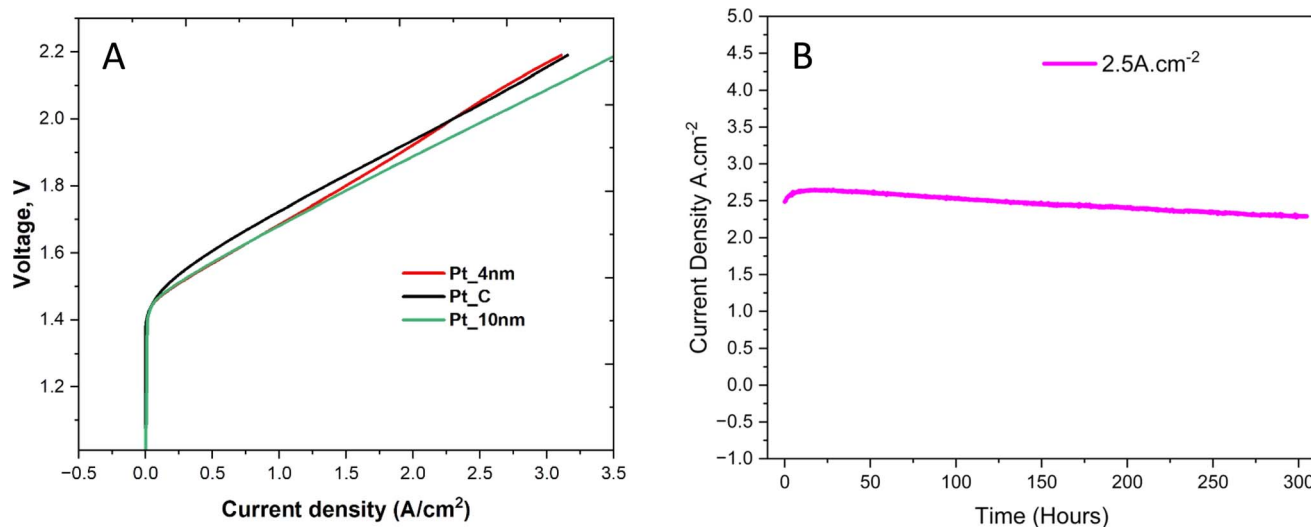 A
2.2
2.0
1.8
1.6
1.4
1.2
Voltage, V
Pt_4nm
Pt_C
Pt_10nm
−0.5 0.0 0.5 1.0 1.5 2.0 2.5 3.0 3.5
Current density (A/cm²)
B
2.5A.cm⁻²
5.0
4.5
4.0
3.5
3.0
2.5
2.0
1.5
1.0
0.5
0.0
−0.5
−1.0
Current Density A.cm⁻²
0 50 100 150 200 250 300
Time (Hours)